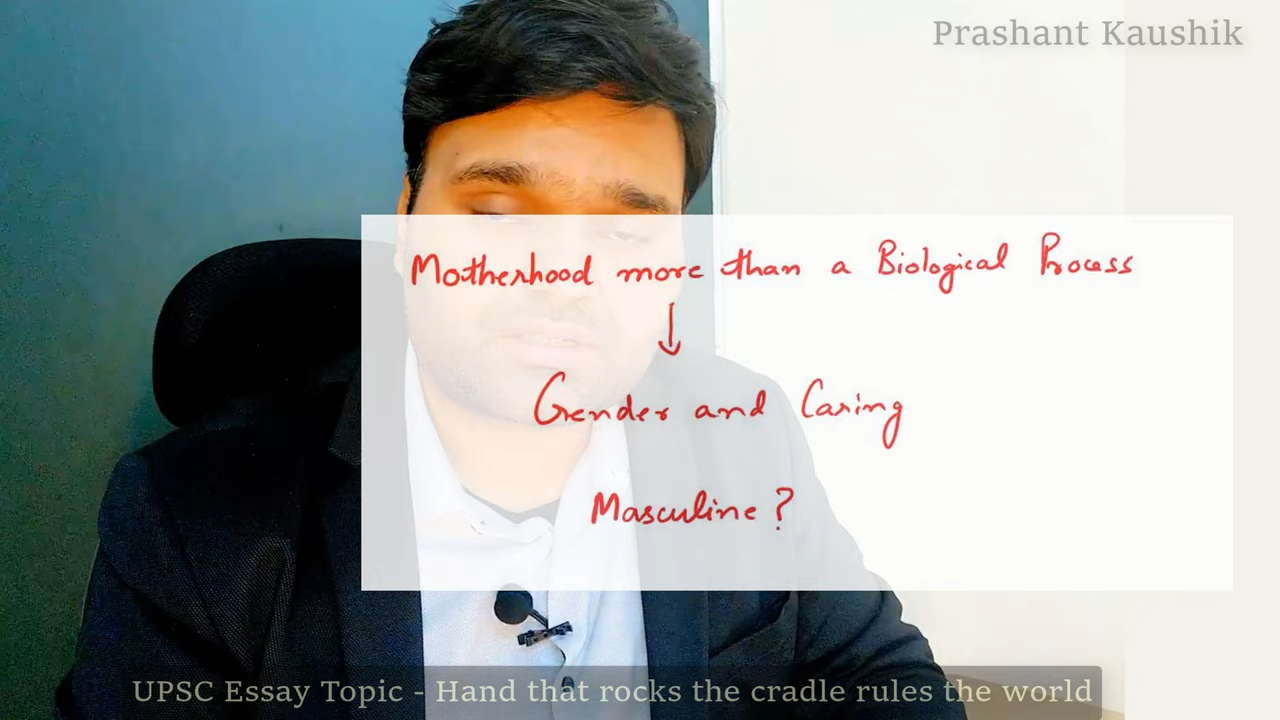 Prashant Kaushik
Motherhood more than a Biological Process
↓
Gender and Caring
Masculine?
UPSC Essay Topic - Hand that rocks the cradle rules the world